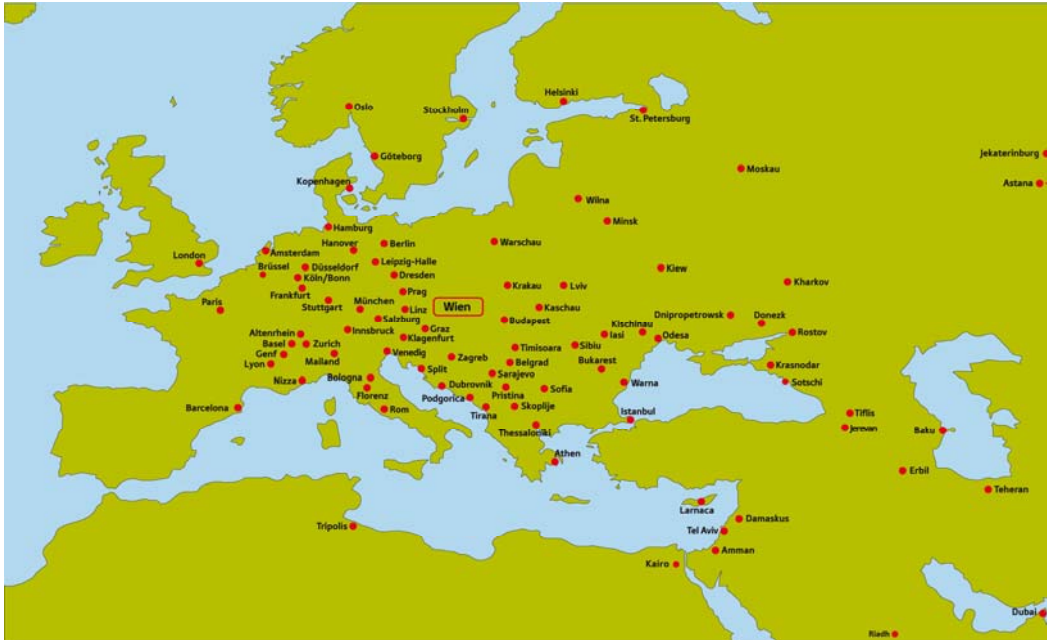 Helsinki
Oslo
Stockholm
St. Petersburg
Göteborg
Jekaterinburg
Moskau
Kopenhagen
Astana
Wilna
Minsk
Hamburg
Hanover
Berlin
Warschau
London
Amsterdam
Leipzig-Halle
Brüssel
Düsseldorf
Kiew
Köln/Bonn
Dresden
Kharkov
Frankfurt
Prag
Krakau
Lviv
Paris
Stuttgart
München
Linz
Wien
Kaschau
Salzburg
Budapest
Dnipropetrowsk
Donezk
Altenrhein
Innsbruck
Graz
Kischinau
Klagenfurt
Iasi
Odesa
Rostov
Basel
Zurich
Timisoara
Sibiu
Genf
Mailand
Venedig
Zagreb
Belgrad
Bukarest
Lyon
Split
Sarajevo
Krasnodar
Nizza
Bologna
Dubrovnik
Pristina
Sofia
Warna
Sotschi
Florenz
Podgorica
Barcelona
Rom
Tirana
Skoplije
Istanbul
Tiflis
Thessaloniki
Jerevan
Baku
Athen
Erbil
Teheran
Larnaca
Tripolis
Damaskus
Tel Aviv
Amman
Kairo
Dubai
Riadh